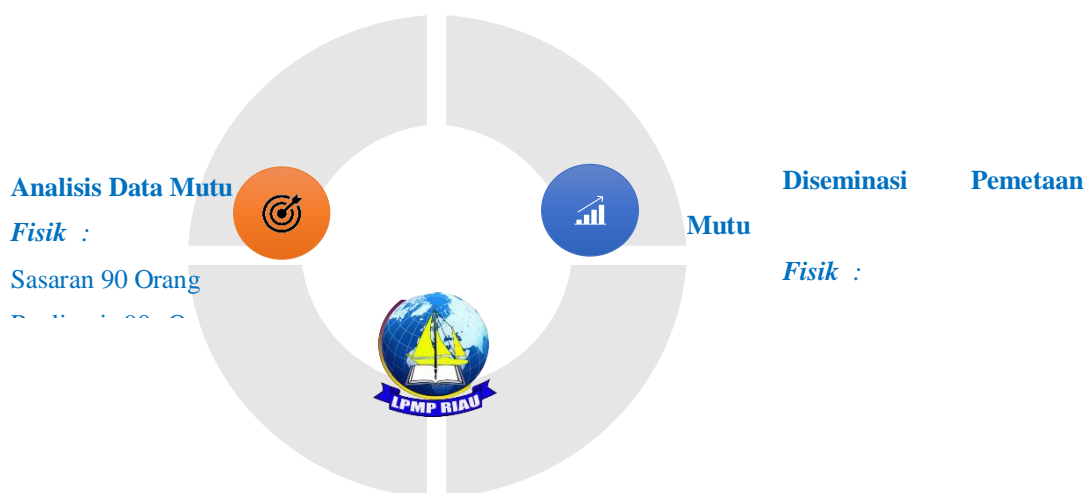 Analisis Data Mutu
Fisik :
Sasaran 90 Orang
Diseminasi Pemetaan
Mutu
Fisik :
LPMP RIAU